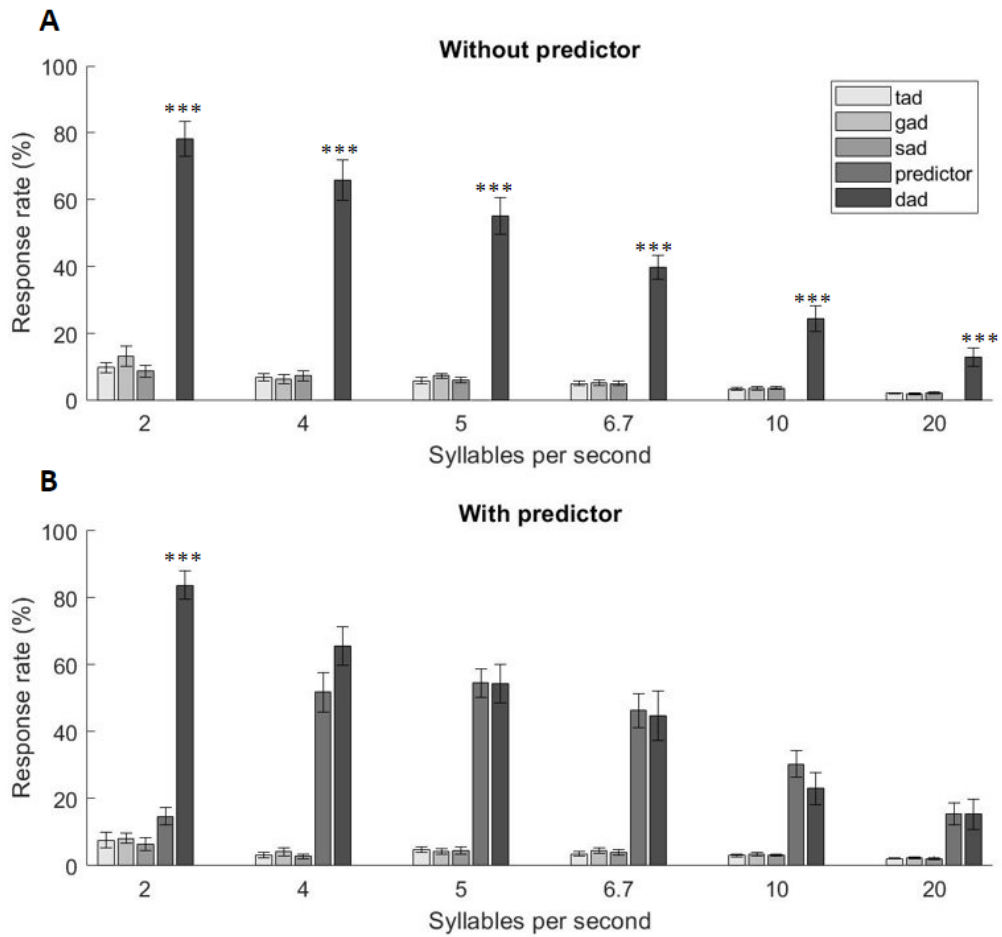 A
Without predictor
100
80
60
40
20
0
Response rate (%)
***
***
***
***
***
***
tad
gad
sad
predictor
dad
2 4 5 6.7 10 20
Syllables per second
B
With predictor
100
80
60
40
20
0
Response rate (%)
***
2 4 5 6.7 10 20
Syllables per second